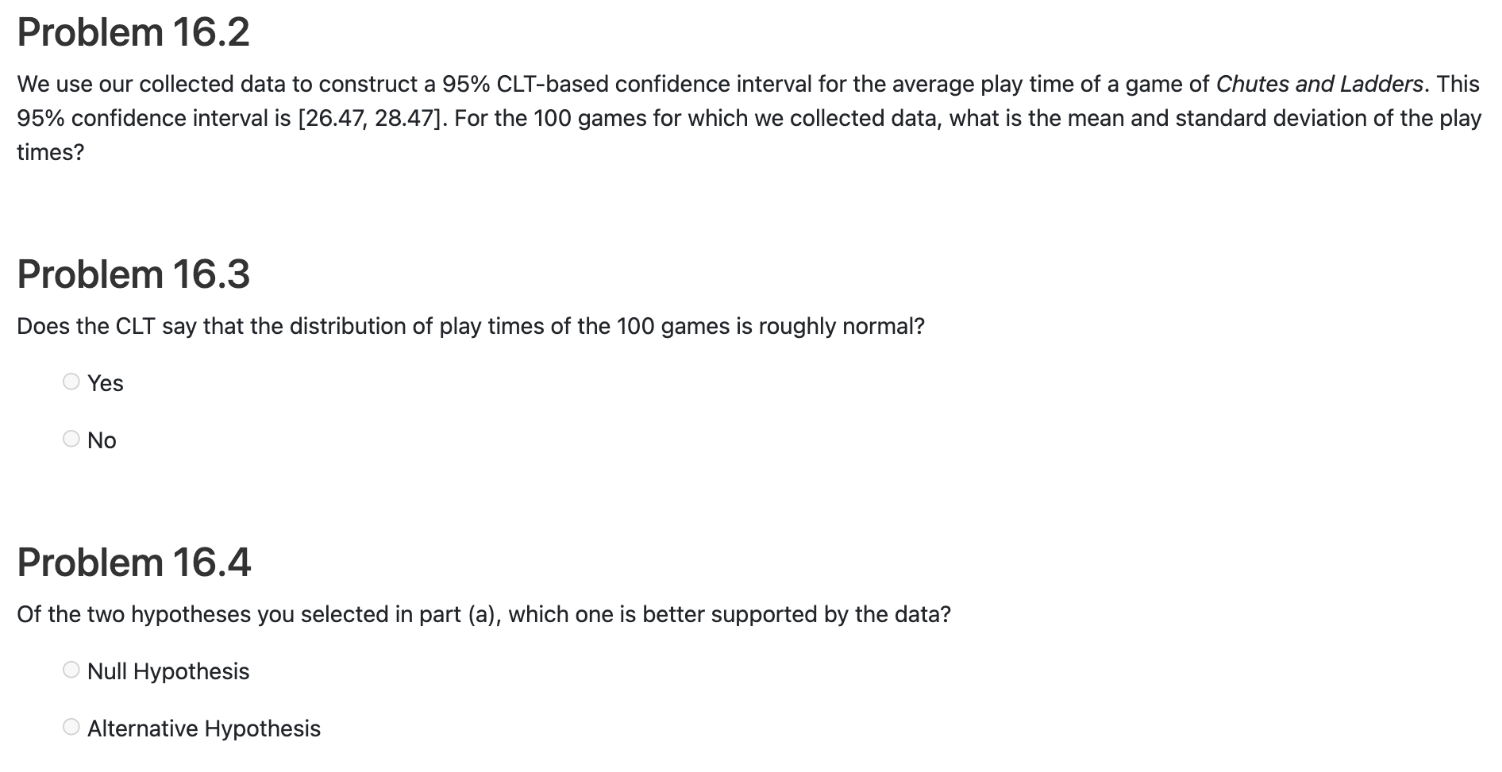 Problem 16.2
We use our collected data to construct a 95% CLT-based confidence interval for the average play time of a game of Chutes and Ladders. This
95% confidence interval is [26.47, 28.47]. For the 100 games for which we collected data, what is the mean and standard deviation of the play
times?
Problem 16.3
Does the CLT say that the distribution of play times of the 100 games is roughly normal?
Yes
No
Problem 16.4
Of the two hypotheses you selected in part (a), which one is better supported by the data?
Null Hypothesis
Alternative Hypothesis